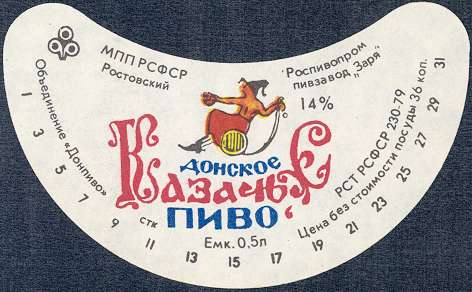 МПП РСФСР
Ростовский
Объединение „Донпиво"
Роспивопром
пивзавод „Заря"
14%
Донское
Казачье
пиво
Емк. 0,5л
РСТ РСФСР 230-79
Цена без стоимости посуды 36 коп.
1 3 5 7 9 стк 11 13 15 17 19 21 23 25 27 29 31